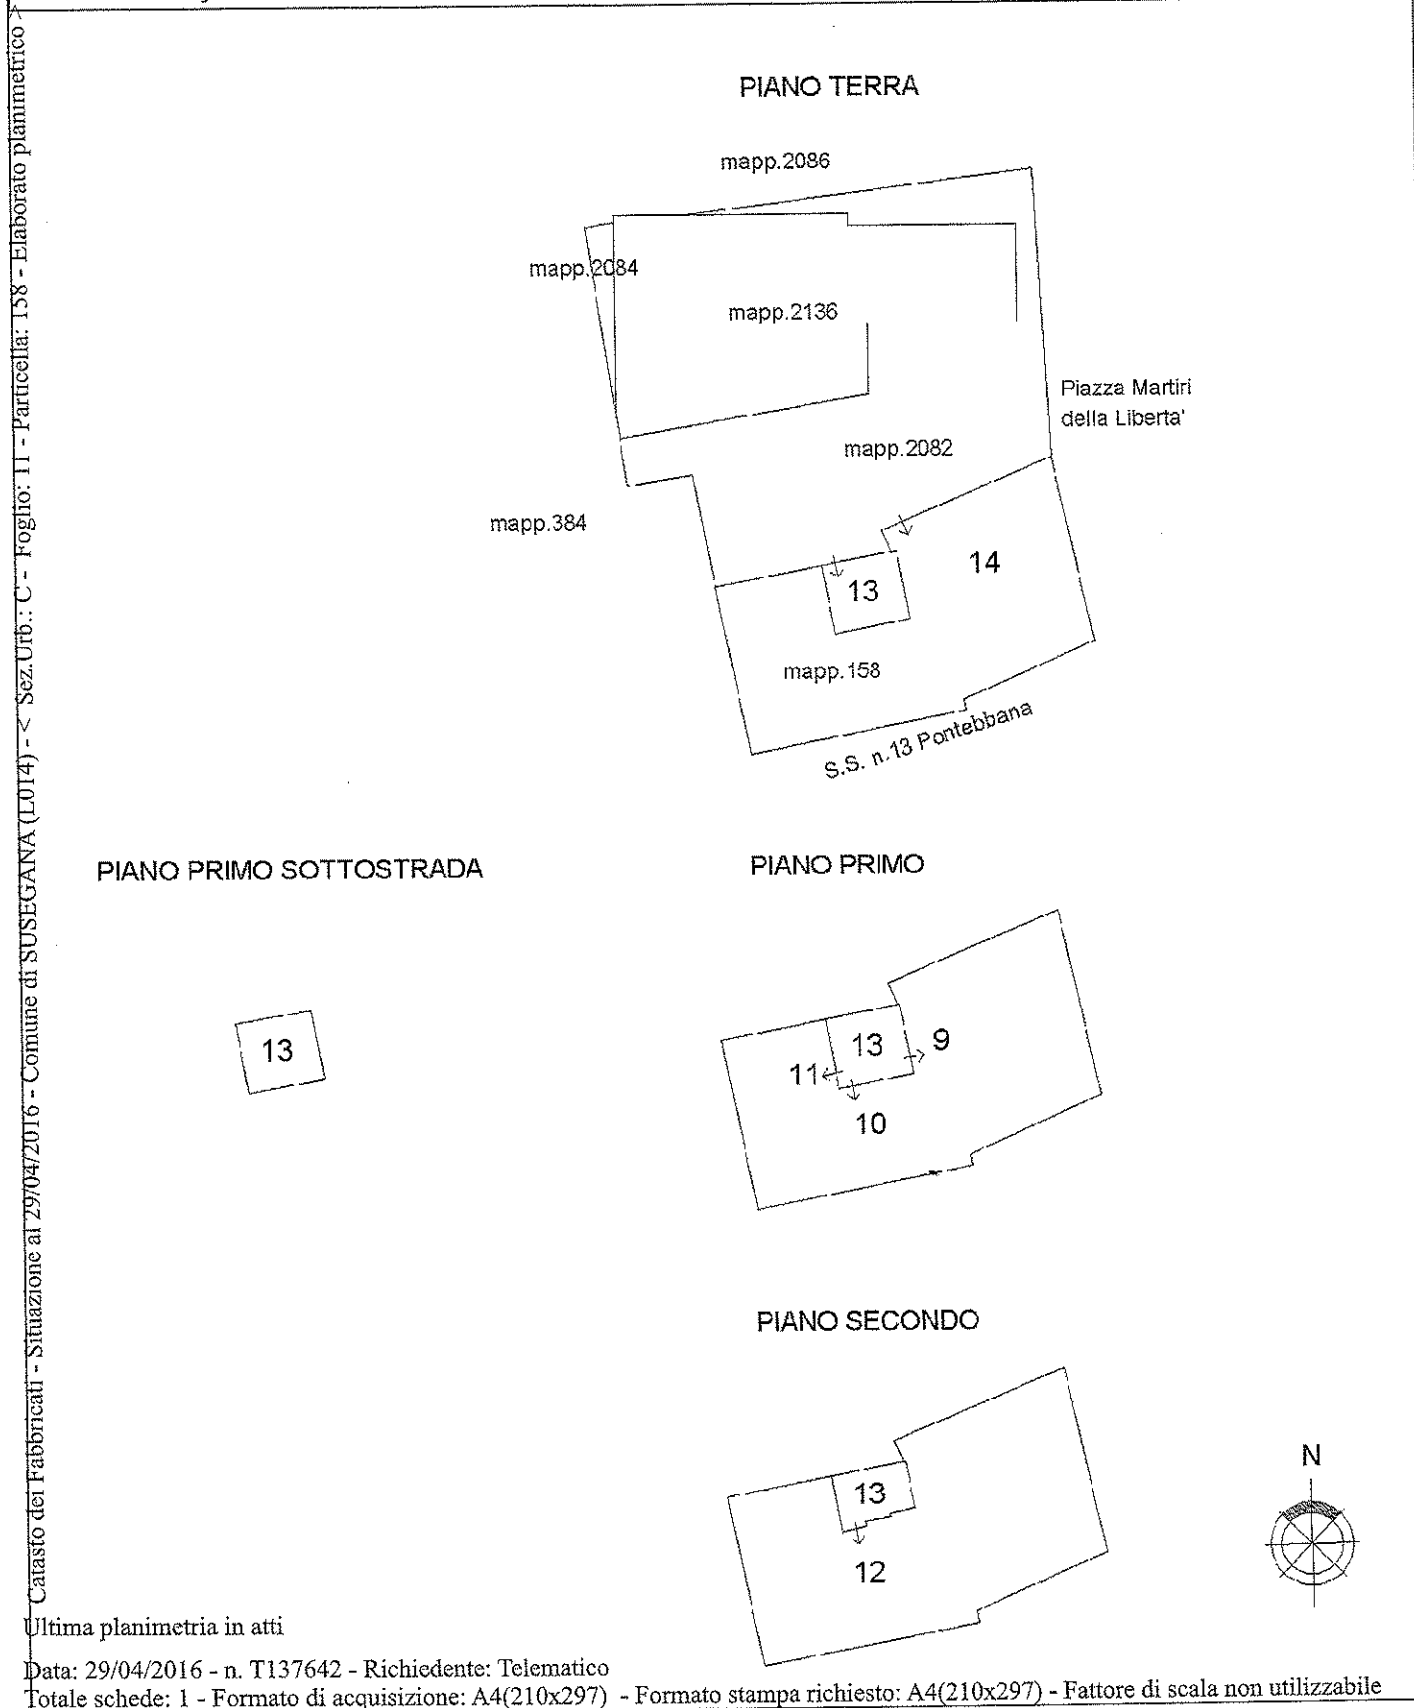 PIANO TERRA
mapp.2086
mapp.2084
mapp.2136
Piazza Martiri
della Liberta'
mapp.2082
mapp.384
14
13
mapp.158
S.S. n.13 Pontebbana
PIANO PRIMO SOTTOSTRADA
13
PIANO PRIMO
13
9
11
10
PIANO SECONDO
13
12
N
Catasto dei Fabbricati - Situazione al 29/04/2016 - Comune di SUSEGANA (L014) - < Sez.Urb.: C - Foglio: 11 - Particella: 158 - Elaborato planimetrico >
Ultima planimetria in atti
Data: 29/04/2016 - n. T137642 - Richiedente: Telematico
Totale schede: 1 - Formato di acquisizione: A4(210x297) - Formato stampa richiesto: A4(210x297) - Fattore di scala non utilizzabile